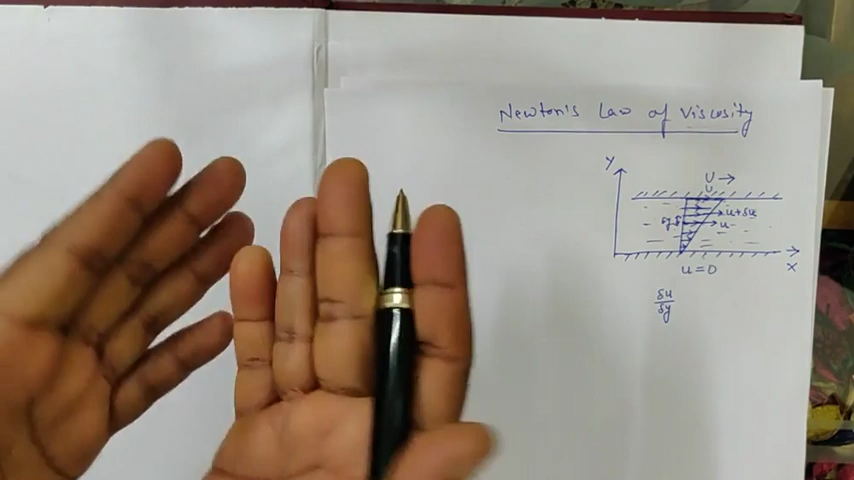 Newton's Law of Viscosity
Y
U →
U
u+δu
δy
u
X
u=0
δu
δy